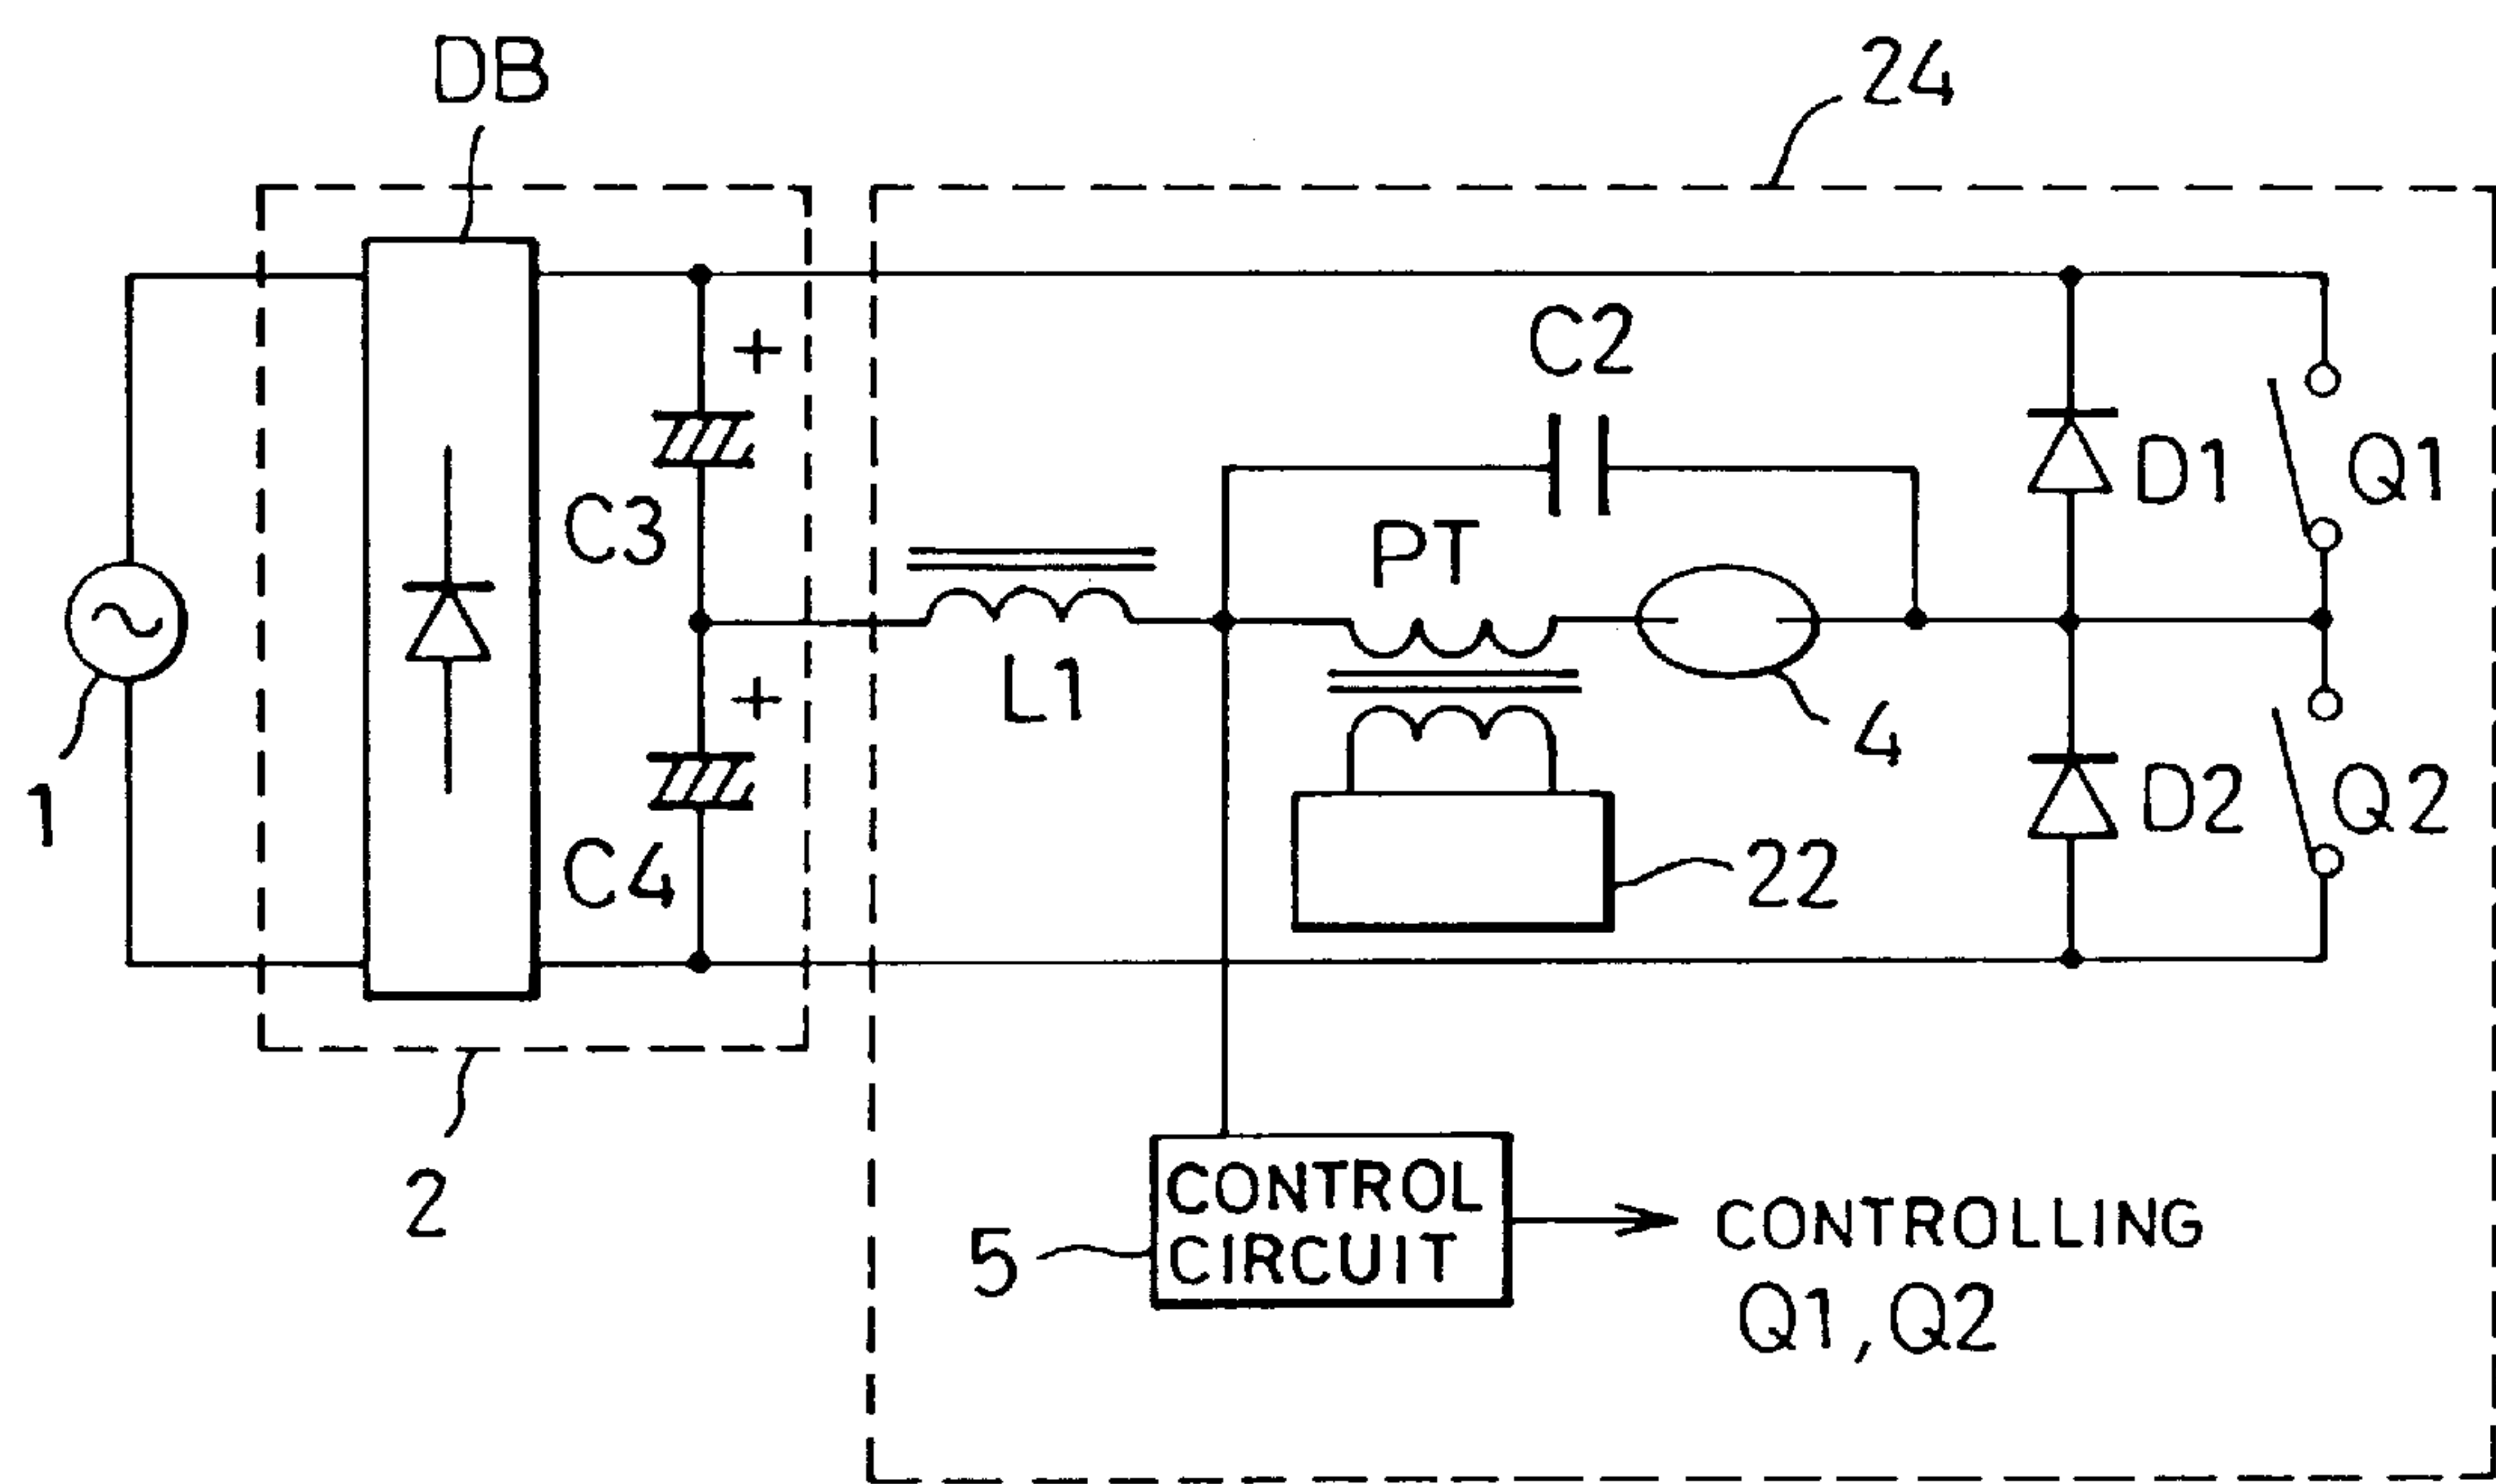 DB
24
+
C2
C3
PT
D1
Q1
L1
+
4
1
C4
D2
Q2
22
2
5
CONTROL
CIRCUIT
CONTROLLING
Q1, Q2